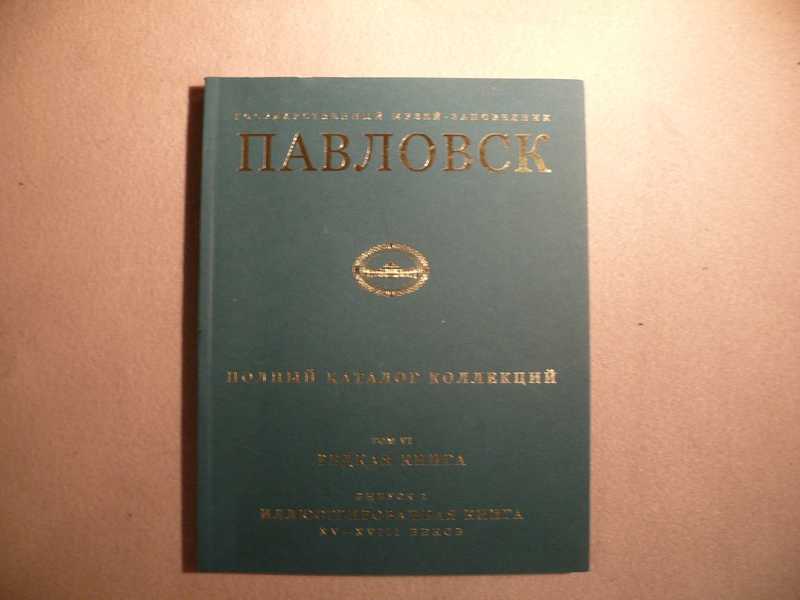 ГОСУДАРСТВЕННЫЙ МУЗЕЙ-ЗАПОВЕДНИК
ПАВЛОВСК
ПОЛНЫЙ КАТАЛОГ КОЛЛЕКЦИЙ
ТОМ VI
РЕДКАЯ КНИГА
ВЫПУСК 1
ИЛЛЮСТРИРОВАННАЯ КНИГА
XV—XVIII ВЕКОВ